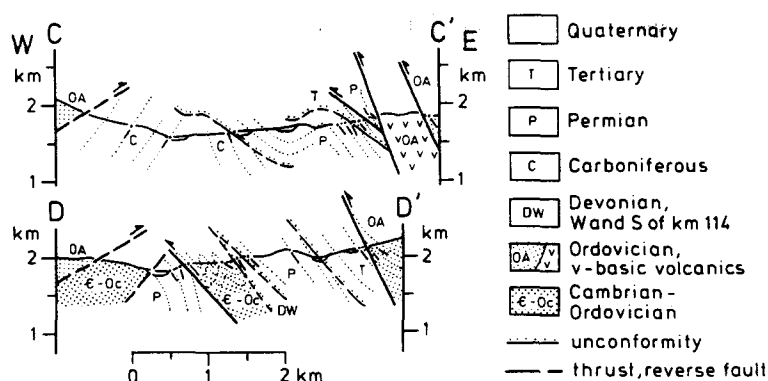 W C C' E
km
2
1
OA
C
C
T
P
P
OA
OA
km
2
1
D D'
km
2
1
OA
Є-Oc
P
Є-Oc
DW
P
T
OA
km
2
1
0 1 2 km
Quaternary
T Tertiary
P Permian
C Carboniferous
DW Devonian,
W and S of km 114
OA v Ordovician,
v-basic volcanics
Є-Oc Cambrian-
Ordovician
unconformity
thrust, reverse fault